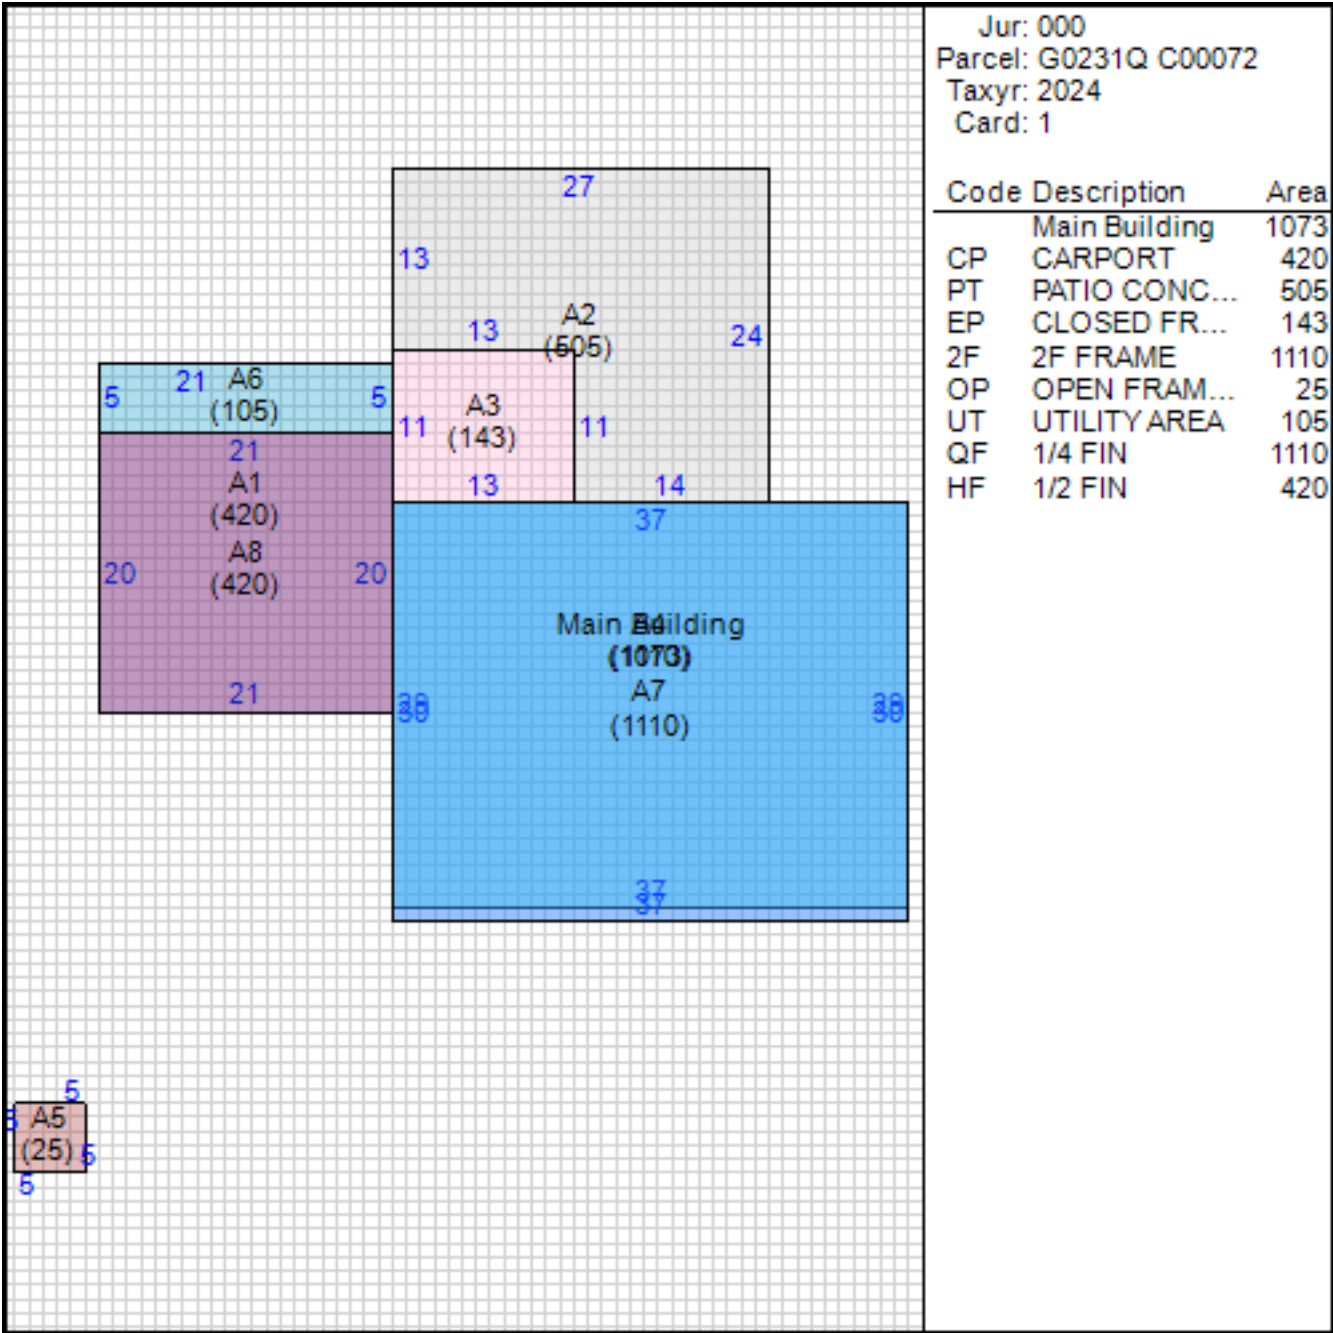 Jur: 000
Parcel: G0231Q C00072
Taxyr: 2024
Card: 1
Code Description Area
Main Building 1073
CP CARPORT 420
PT PATIO CONC... 505
EP CLOSED FR... 143
2F 2F FRAME 1110
OP OPEN FRAM... 25
UT UTILITY AREA 105
QF 1/4 FIN 1110
HF 1/2 FIN 420
27
13
A2
(505)
13
24
A6
(105)
5
21
5
A3
(143)
11
11
13
14
21
A1
(420)
A8
(420)
20
20
21
37
Main Building
A7
(1110)
37
37
5
5
A5
(25)
5
5